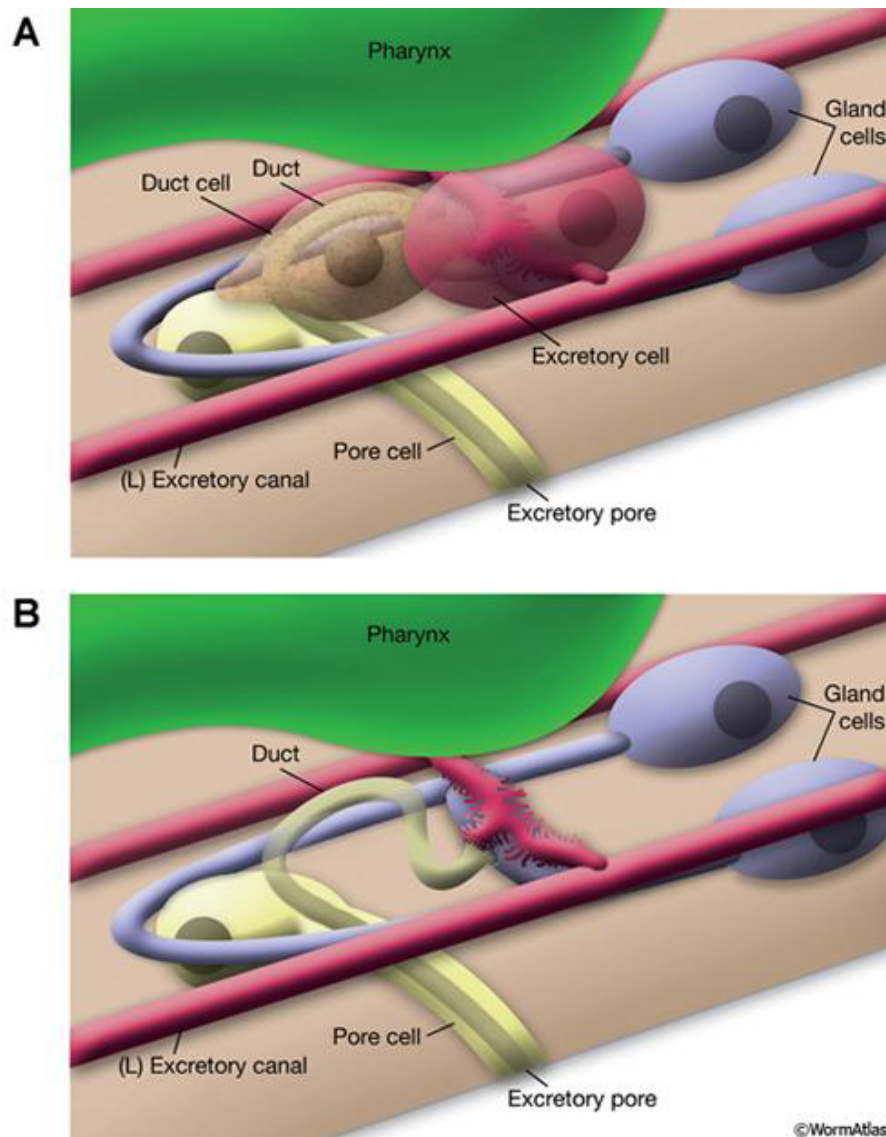 A
Pharynx
Gland
cells
Duct
Duct cell
Excretory cell
Pore cell
(L) Excretory canal
Excretory pore
B
Pharynx
Gland
cells
Duct
Pore cell
(L) Excretory canal
Excretory pore
©WormAtlas